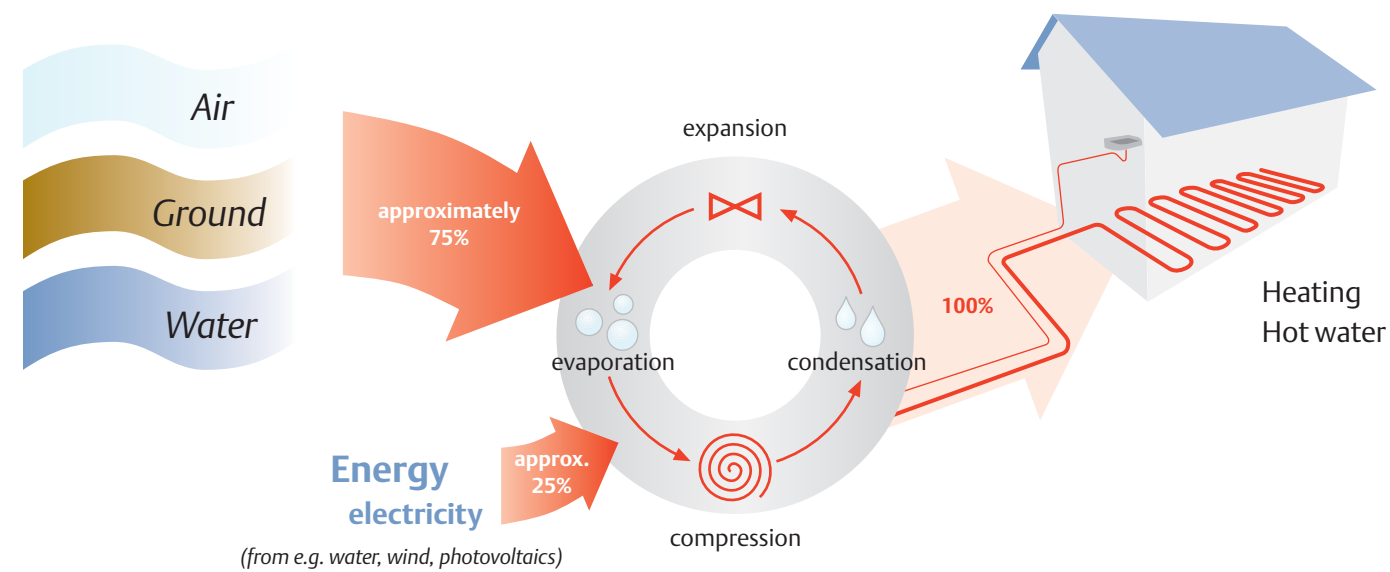 Air
Ground
Water
approximately
75%
expansion
evaporation
condensation
compression
Energy
electricity
(from e.g. water, wind, photovoltaics)
approx.
25%
100%
Heating
Hot water